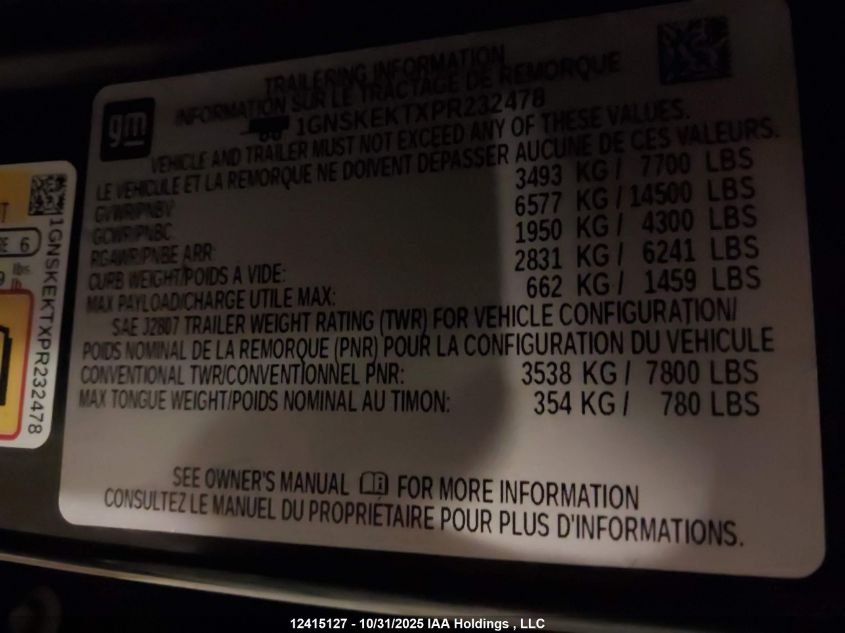 TRAILERING INFORMATION
INFORMATION SUR LE TRACTAGE DE REMORQUE
gm
1GNSKEKTXPR232478
VEHICLE AND TRAILER MUST NOT EXCEED ANY OF THESE VALUES.
LE VEHICULE ET LA REMORQUE NE DOIVENT DEPASSER AUCUNE DE CES VALEURS.
GVWR/PNBV 3493 KG / 7700 LBS
GCWR/PNBC 6577 KG / 14500 LBS
RGAWR/PNBE ARR: 1950 KG / 4300 LBS
CURB WEIGHT/POIDS A VIDE: 2831 KG / 6241 LBS
MAX PAYLOAD/CHARGE UTILE MAX: 662 KG / 1459 LBS
SAE J2807 TRAILER WEIGHT RATING (TWR) FOR VEHICLE CONFIGURATION/
POIDS NOMINAL DE LA REMORQUE (PNR) POUR LA CONFIGURATION DU VEHICULE
CONVENTIONAL TWR/CONVENTIONNEL PNR: 3538 KG / 7800 LBS
MAX TONGUE WEIGHT/POIDS NOMINAL AU TIMON: 354 KG / 780 LBS
SEE OWNER'S MANUAL FOR MORE INFORMATION
CONSULTEZ LE MANUEL DU PROPRIETAIRE POUR PLUS D'INFORMATIONS.
1GNSKEKTXPR232478
6
lbs
lb
12415127 - 10/31/2025 IAA Holdings , LLC